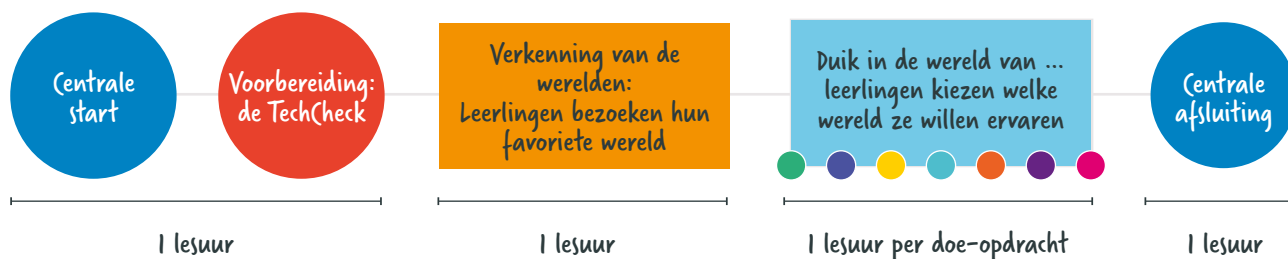 Centrale
start
Voorbereiding:
de TechCheck
Verkenning van de
werelden:
Leerlingen bezoeken hun
favoriete wereld
Duik in de wereld van ...
leerlingen kiezen welke
wereld ze willen ervaren
Centrale
afsluiting
1 lesuur
1 lesuur
1 lesuur per doe-opdracht
1 lesuur